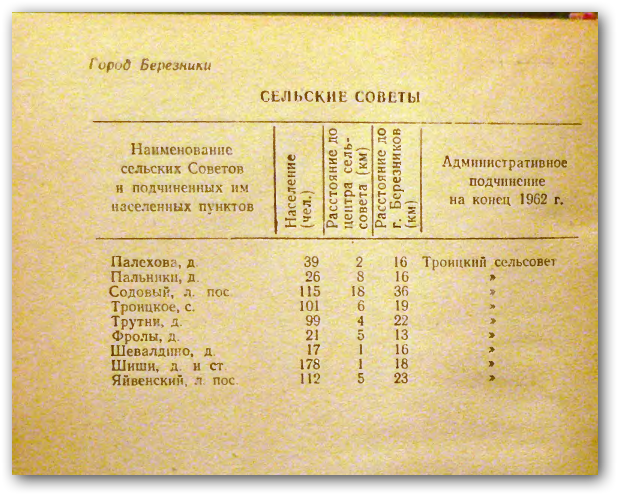 Город Березники
СЕЛЬСКИЕ СОВЕТЫ
Наименование
сельских Советов
и подчиненных им
населенных пунктов
Население
(чел.)
Расстояние до
центра сель-
совета (км)
Расстояние до
г. Березников
(км)
Административное
подчинение
на конец 1962 г.
Палехова, д. 39 2 16 Троицкий сельсовет
Пальники, д. 26 8 16 »
Содовый, л. пос. 115 18 36 »
Троицкое, с. 101 6 19 »
Трутни, д. 99 4 22 »
Фролы, д. 21 5 13 »
Шевалдино, д. 17 1 16 »
Шиши, д. и ст. 178 1 18 »
Яйвенский, л. пос. 112 5 23 »